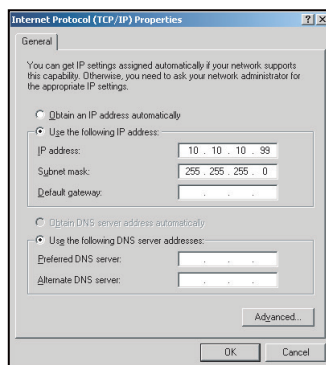 Internet Protocol (TCP/IP) Properties
General
You can get IP settings assigned automatically if your network supports
this capability. Otherwise, you need to ask your network administrator for
the appropriate IP settings.
Obtain an IP address automatically
Use the following IP address:
IP address: 10 . 10 . 10 . 99
Subnet mask: 255 . 255 . 255 . 0
Default gateway: . . .
Obtain DNS server address automatically
Use the following DNS server addresses:
Preferred DNS server: . . .
Alternate DNS server: . . .
Advanced...
OK Cancel